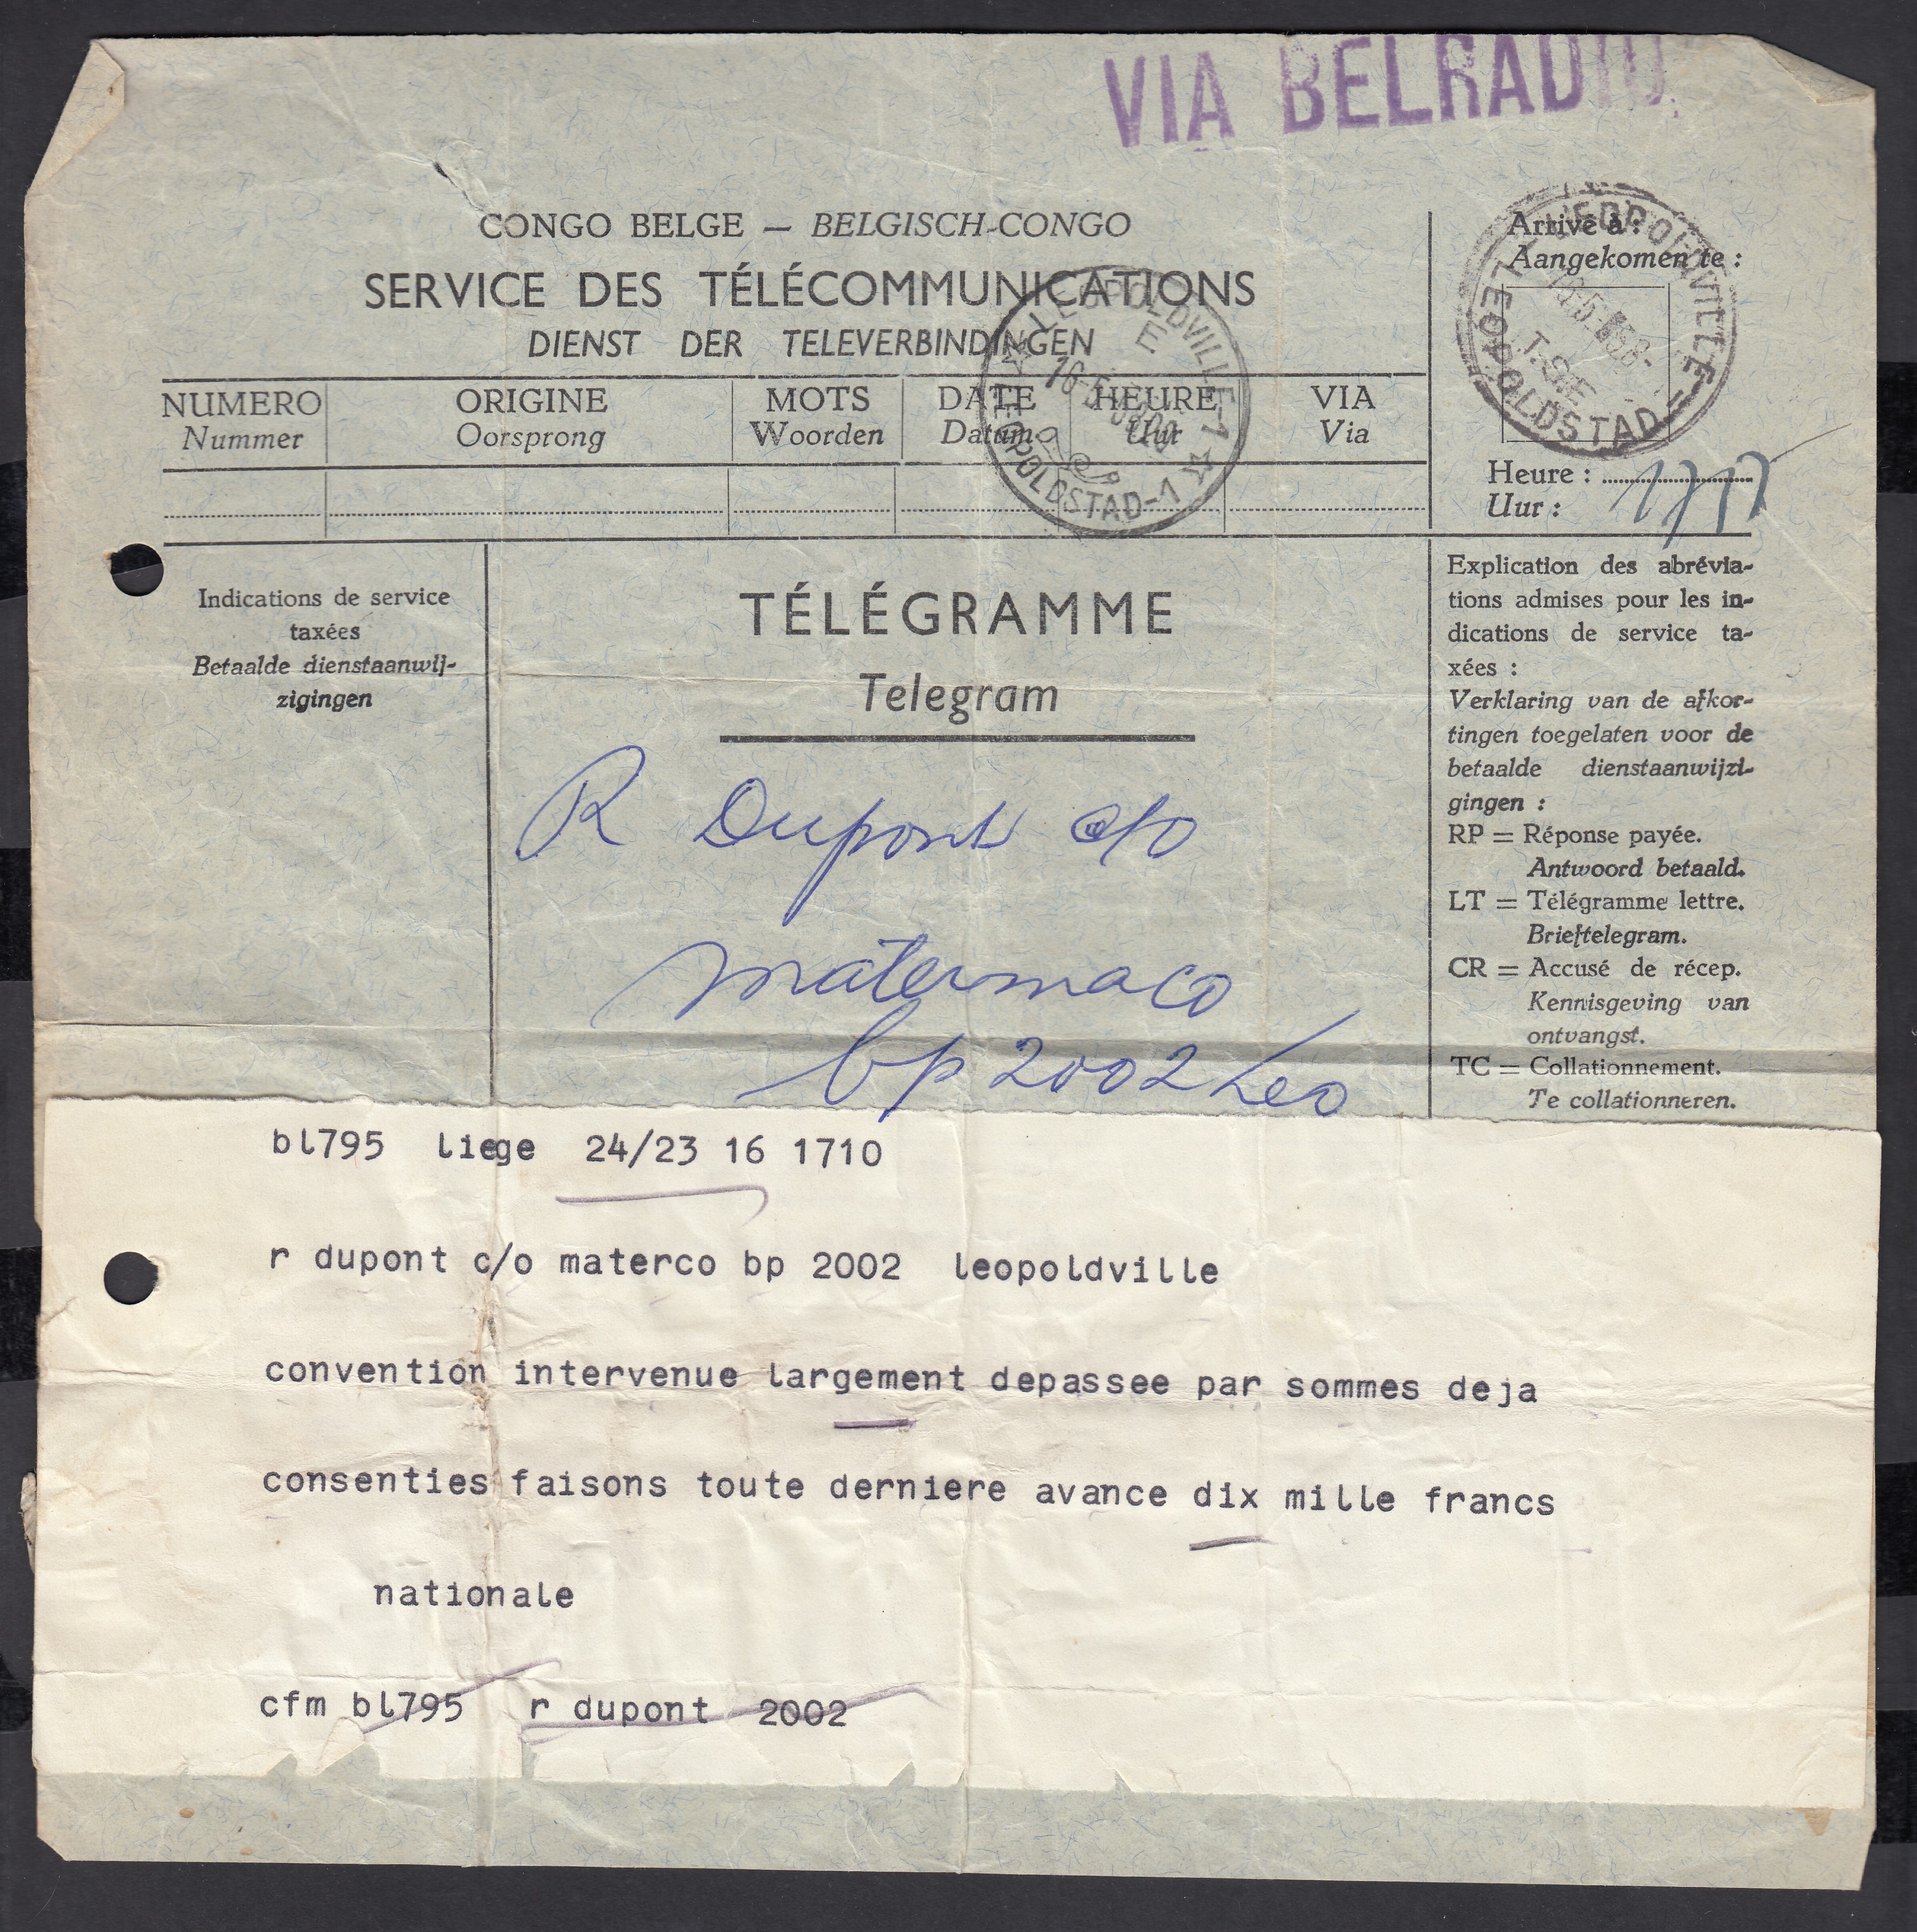 VIA BELRADIO
CONGO BELGE — BELGISCH-CONGO
SERVICE DES TÉLÉCOMMUNICATIONS
DIENST DER TELEVERBINDINGEN
Arrivé à :
Aangekomen te :
LEOPOLDVILLE
LEOPOLDSTAD
LEOPOLDVILLE-1
E
LEOPOLDSTAD-1
NUMERO ORIGINE MOTS DATE HEURE VIA
Nummer Oorsprong Woorden Datum Uur Via
Heure :
Uur :
Indications de service
taxées
Betaalde dienstaanwij-
zigingen
TÉLÉGRAMME
Telegram
R Dupont c/o
matermaco
bp 2002 Leo
Explication des abrévia-
tions admises pour les in-
dications de service ta-
xées :
Verklaring van de afkor-
tingen toegelaten voor de
betaalde dienstaanwijzi-
gingen :
RP = Réponse payée.
Antwoord betaald.
LT = Télégramme lettre.
Brieftelegram.
CR = Accusé de récep.
Kennisgeving van
ontvangst.
TC = Collationnement.
Te collationneren.
bl795 liege 24/23 16 1710
r dupont c/o materco bp 2002 leopoldville
convention intervenue largement depassee par sommes deja
consenties faisons toute derniere avance dix mille francs
nationale
cfm bl795 r dupont 2002